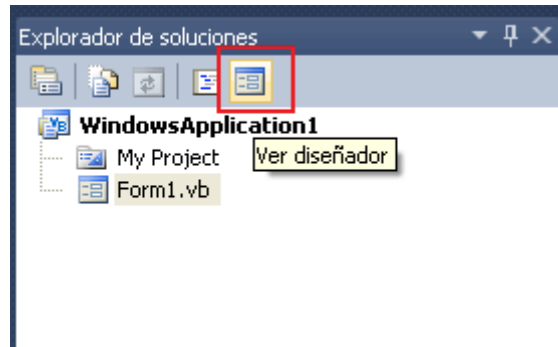 Explorador de soluciones
WindowsApplication1
My Project
Ver diseñador
Form1.vb